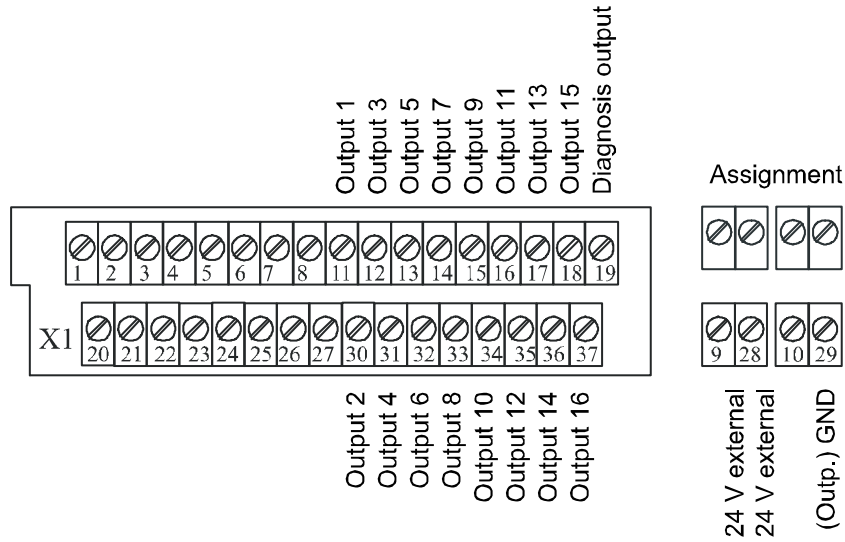 Output 1
Output 3
Output 5
Output 7
Output 9
Output 11
Output 13
Output 15
Diagnosis output
Assignment
1 2 3 4 5 6 7 8 11 12 13 14 15 16 17 18 19
X1 20 21 22 23 24 25 26 27 30 31 32 33 34 35 36 37
9 28 10 29
Output 2
Output 4
Output 6
Output 8
Output 10
Output 12
Output 14
Output 16
24 V external
24 V external
(Outp.) GND